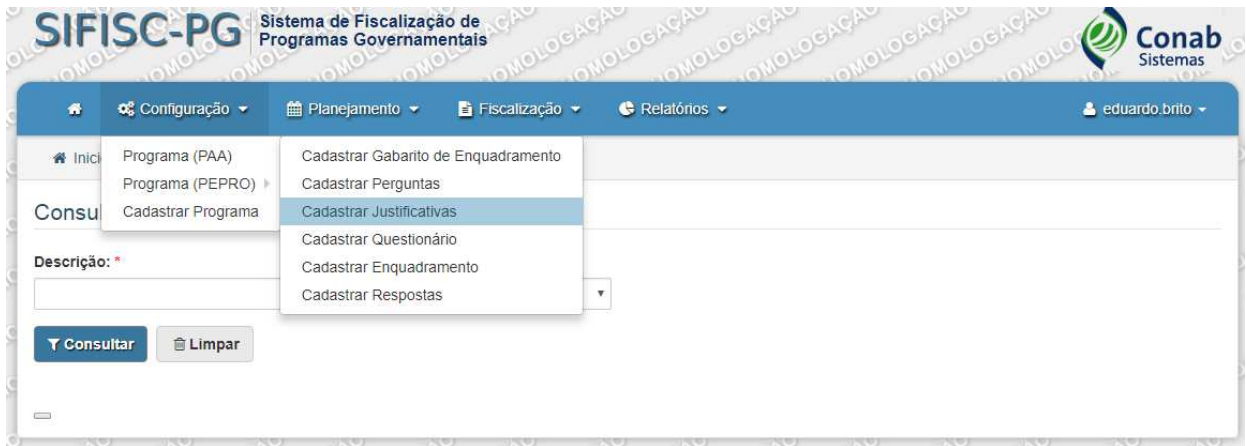 SIFISC-PG
Sistema de Fiscalização de
Programas Governamentais
Conab
Sistemas
Configuração
Planejamento
Fiscalização
Relatórios
eduardo.brito
Programa (PAA)
Programa (PEPRO)
Cadastrar Programa
Cadastrar Gabarito de Enquadramento
Cadastrar Perguntas
Cadastrar Justificativas
Cadastrar Questionário
Cadastrar Enquadramento
Cadastrar Respostas
Inici
Consul
Descrição: *
Consultar
Limpar
HOMOLOGAÇÃO